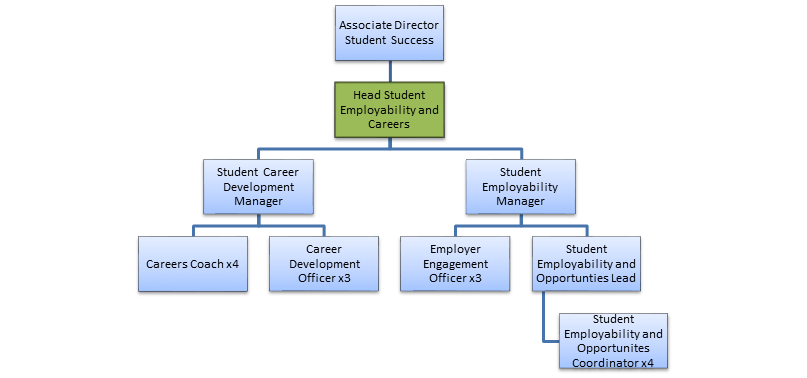 Associate Director
Student Success
Head Student
Employability and
Careers
Student Career
Development
Manager
Student
Employability
Manager
Careers Coach x4
Career
Development
Officer x3
Employer
Engagement
Officer x3
Student
Employability and
Opportunties Lead
Student
Employability and
Opportunites
Coordinator x4